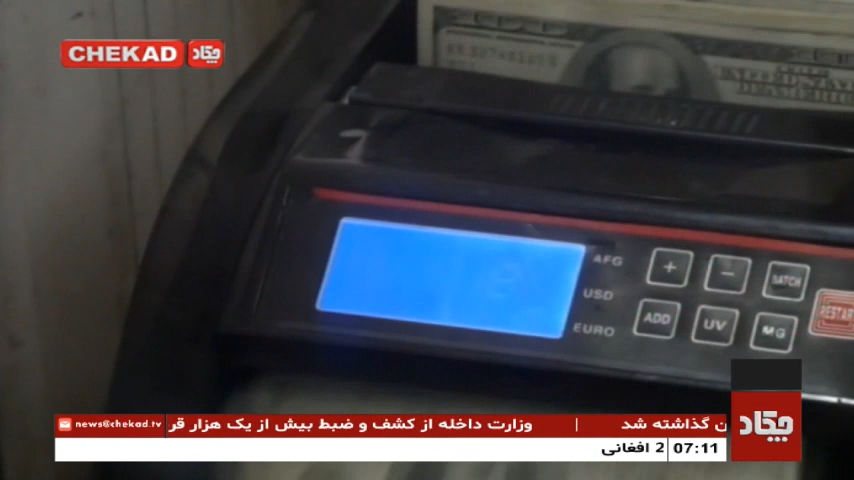 CHEKAD چکاد
AFG
USD
EURO
+ − BATCH
ADD UV MG
RESTAR
news@chekad.tv وزارت داخله از کشف و ضبط بیش از یک هزار قر | ن گذاشته شد
2 افغانی 07:11
چکاد